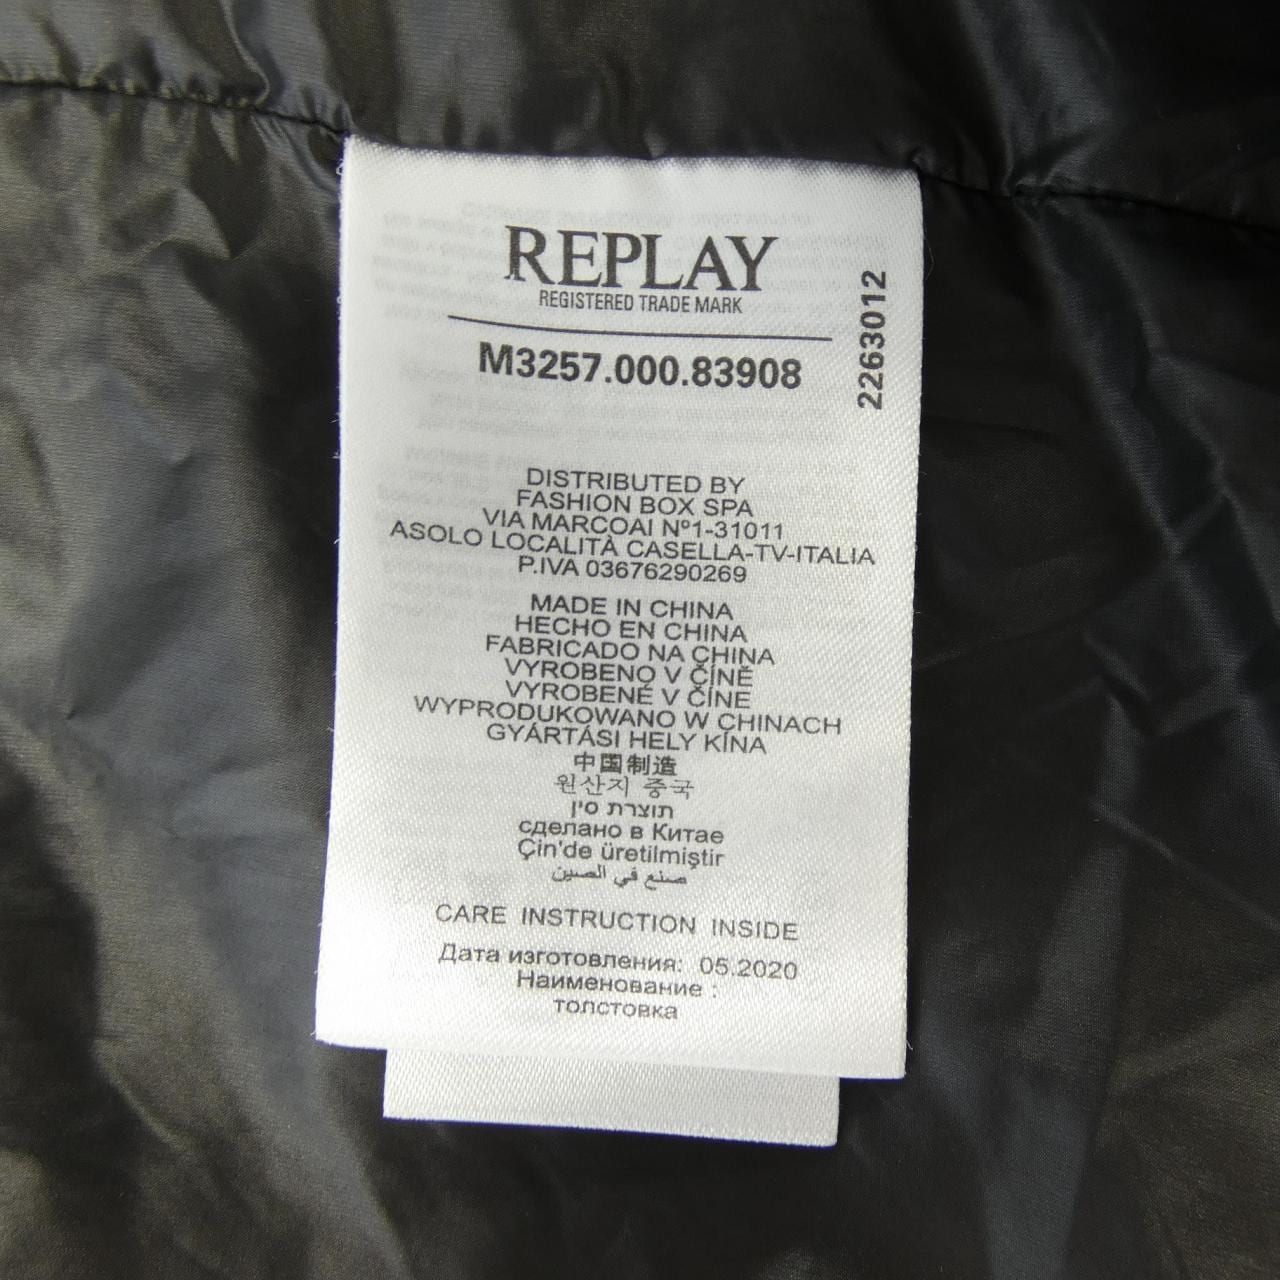 REPLAY
REGISTERED TRADE MARK
M3257.000.83908
2263012
DISTRIBUTED BY
FASHION BOX SPA
VIA MARCOAI Nº1-31011
ASOLO LOCALITÀ CASELLA-TV-ITALIA
P.IVA 03676290269
MADE IN CHINA
HECHO EN CHINA
FABRICADO NA CHINA
VYROBENO V ČÍNĚ
VYROBENÉ V ČÍNE
WYPRODUKOWANO W CHINACH
GYÁRTÁSI HELY KÍNA
中国制造
원산지 중국
תוצרת סין
сделано в Китае
Çin'de üretilmiştir
صنع في الصين
CARE INSTRUCTION INSIDE
Дата изготовления: 05.2020
Наименование :
толстовка